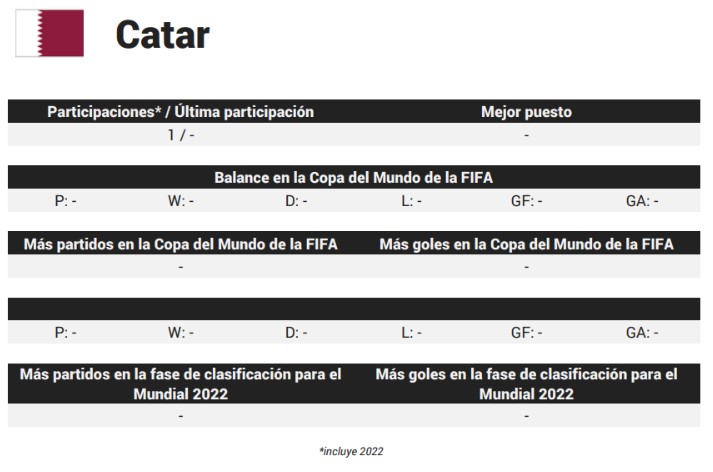 Catar
Participaciones* / Última participación Mejor puesto
1 / - -
Balance en la Copa del Mundo de la FIFA
P: - W: - D: - L: - GF: - GA: -
Más partidos en la Copa del Mundo de la FIFA Más goles en la Copa del Mundo de la FIFA
- -
P: - W: - D: - L: - GF: - GA: -
Más partidos en la fase de clasificación para el Más goles en la fase de clasificación para el
Mundial 2022 Mundial 2022
- -
*incluye 2022